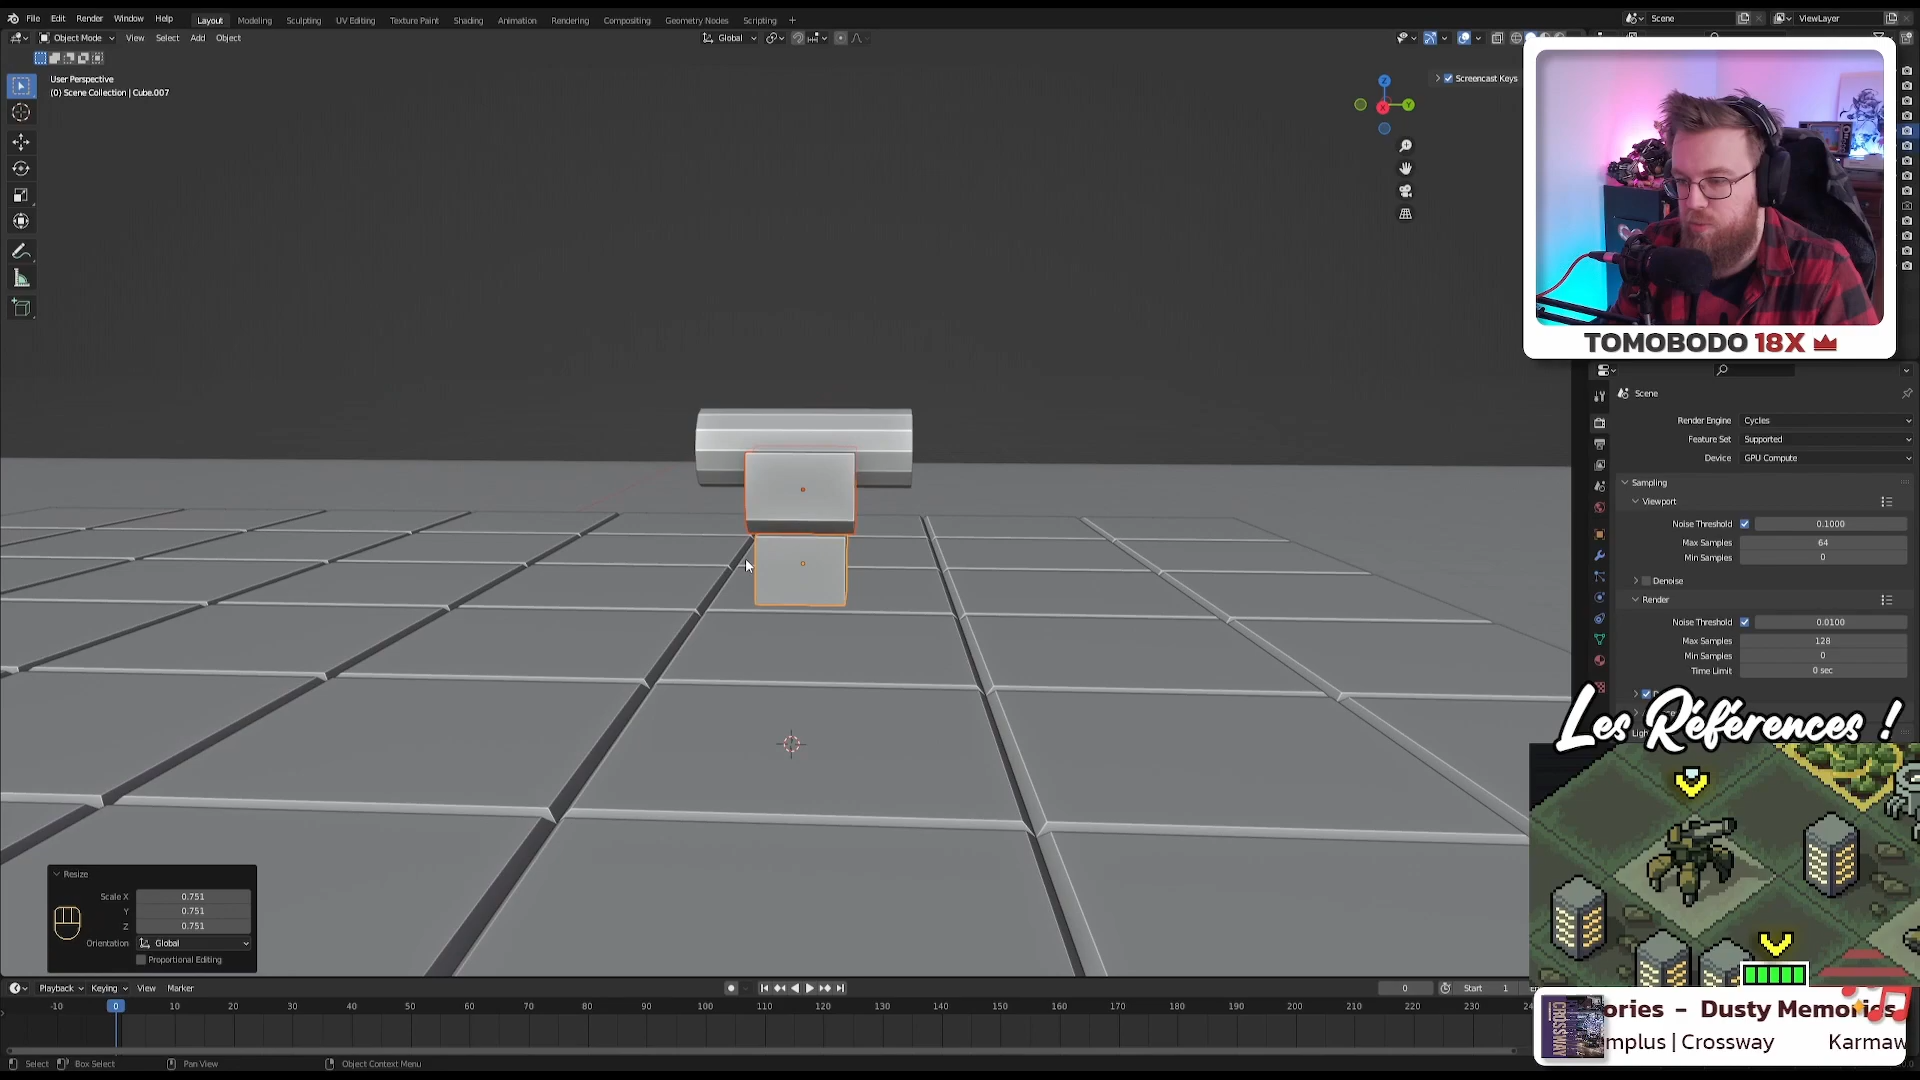 File Edit Render Window Help
Layout Modeling Sculpting UV Editing Texture Paint Shading Animation Rendering Compositing Geometry Nodes Scripting +
Scene
ViewLayer
Object Mode View Select Add Object
Global
User Perspective
(0) Scene Collection | Cube.007
Screencast Keys
Z
Y
X
TOMOBODO 18X
Scene
Render Engine Cycles
Feature Set Supported
Device GPU Compute
Sampling
Viewport
Noise Threshold 0.1000
Max Samples 64
Min Samples 0
Denoise
Render
Noise Threshold 0.0100
Max Samples 128
Min Samples 0
Time Limit 0 sec
Les Références !
Resize
Scale X 0.751
Y 0.751
Z 0.751
Orientation Global
Proportional Editing
Playback Keying View Marker
0
Start 1
-10 0 10 20 30 40 50 60 70 80 90 100 110 120 130 140 150 160 170 180 190 200 210 220 230
ories - Dusty Memories
CROSSWAY
mplus | Crossway Karmaw
Select Box Select Pan View Object Context Menu